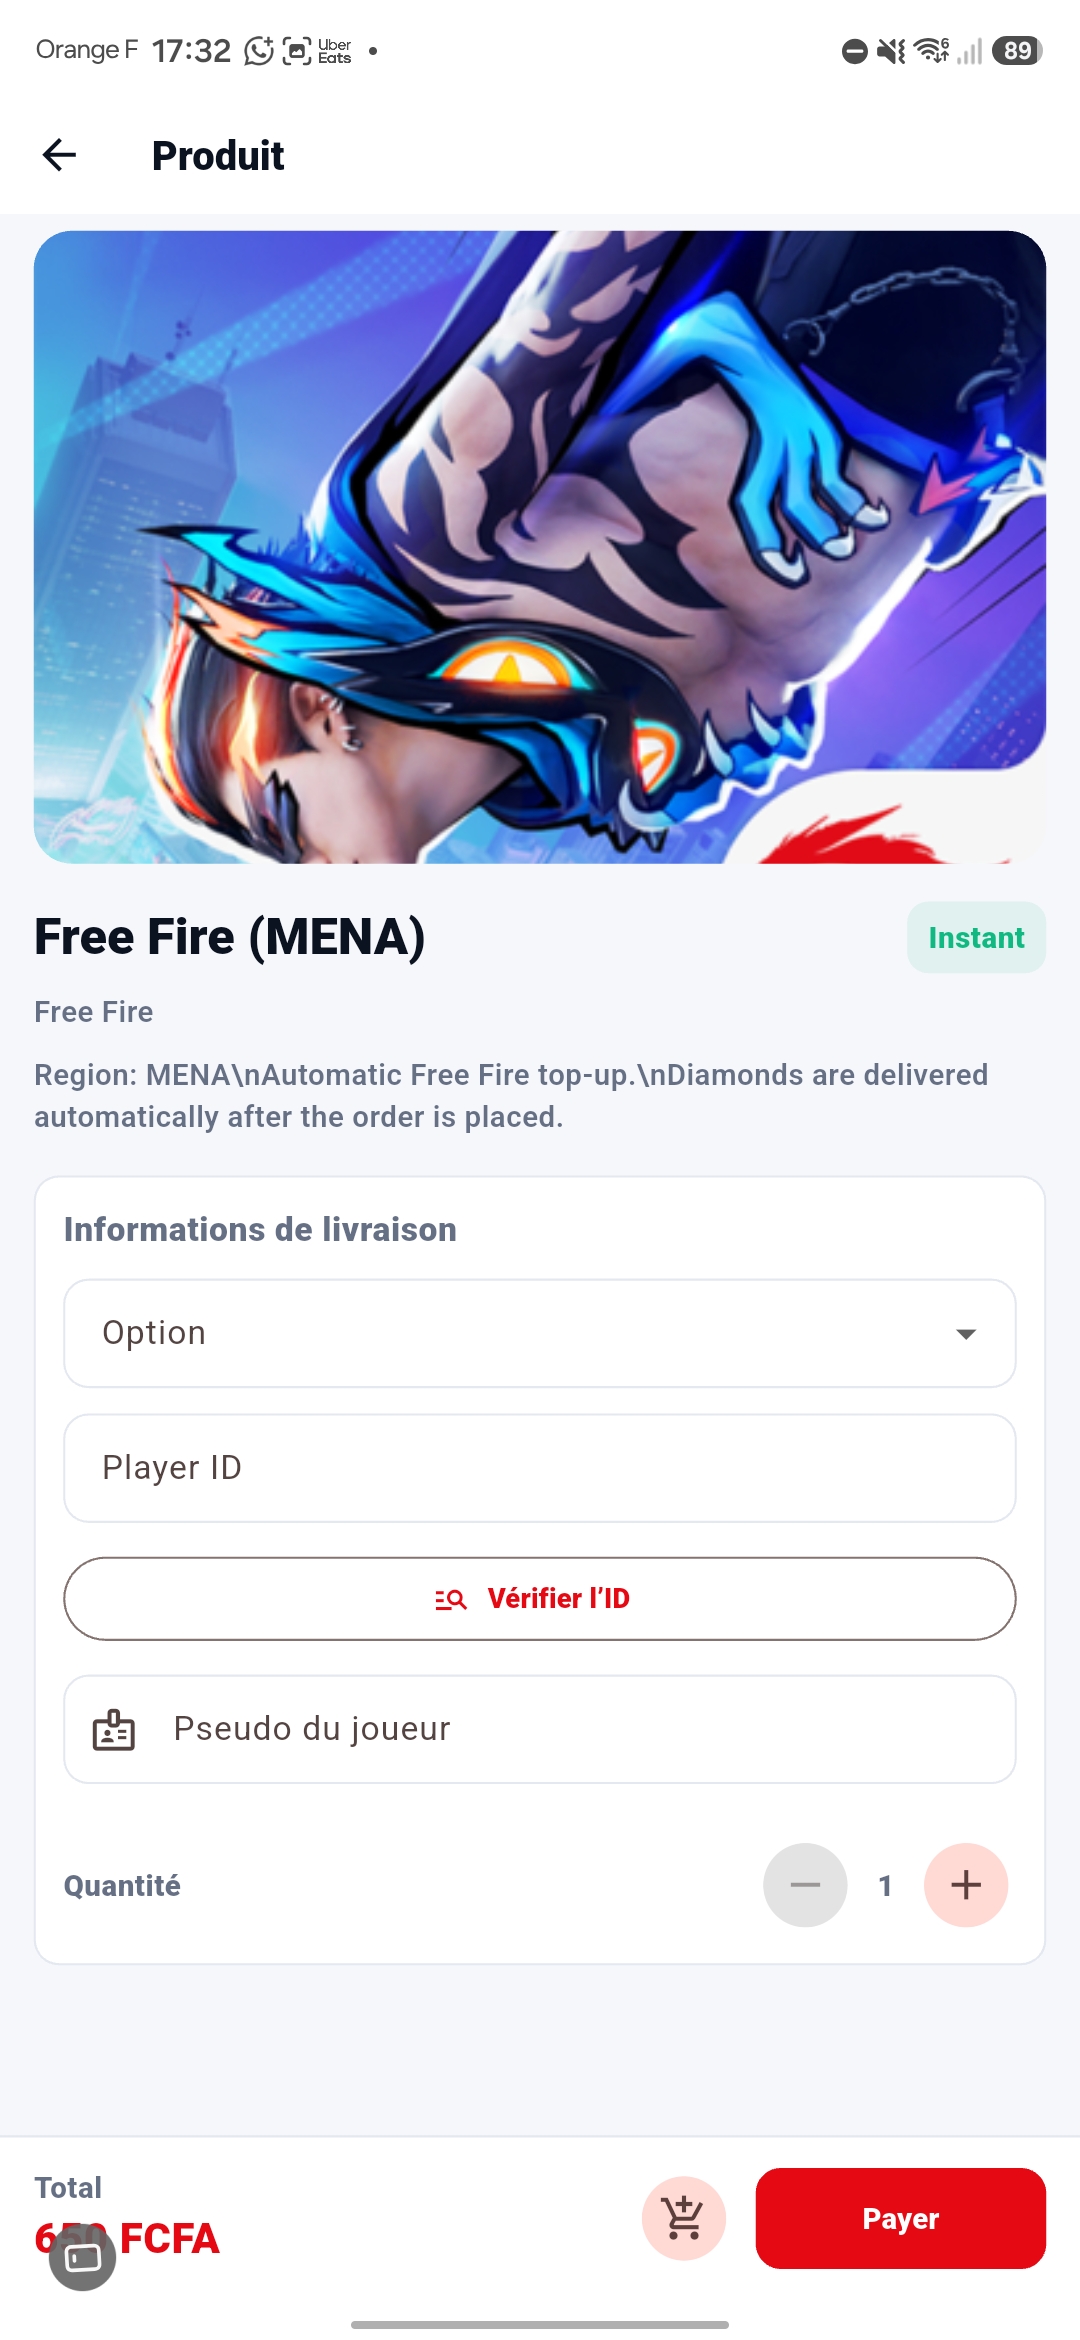 Orange F 17:32 Uber Eats 6 89
Produit
Free Fire (MENA)
Instant
Free Fire
Region: MENA\nAutomatic Free Fire top-up.\nDiamonds are delivered
automatically after the order is placed.
Informations de livraison
Option
Player ID
Vérifier l’ID
Pseudo du joueur
Quantité
1
Total
650 FCFA
Payer